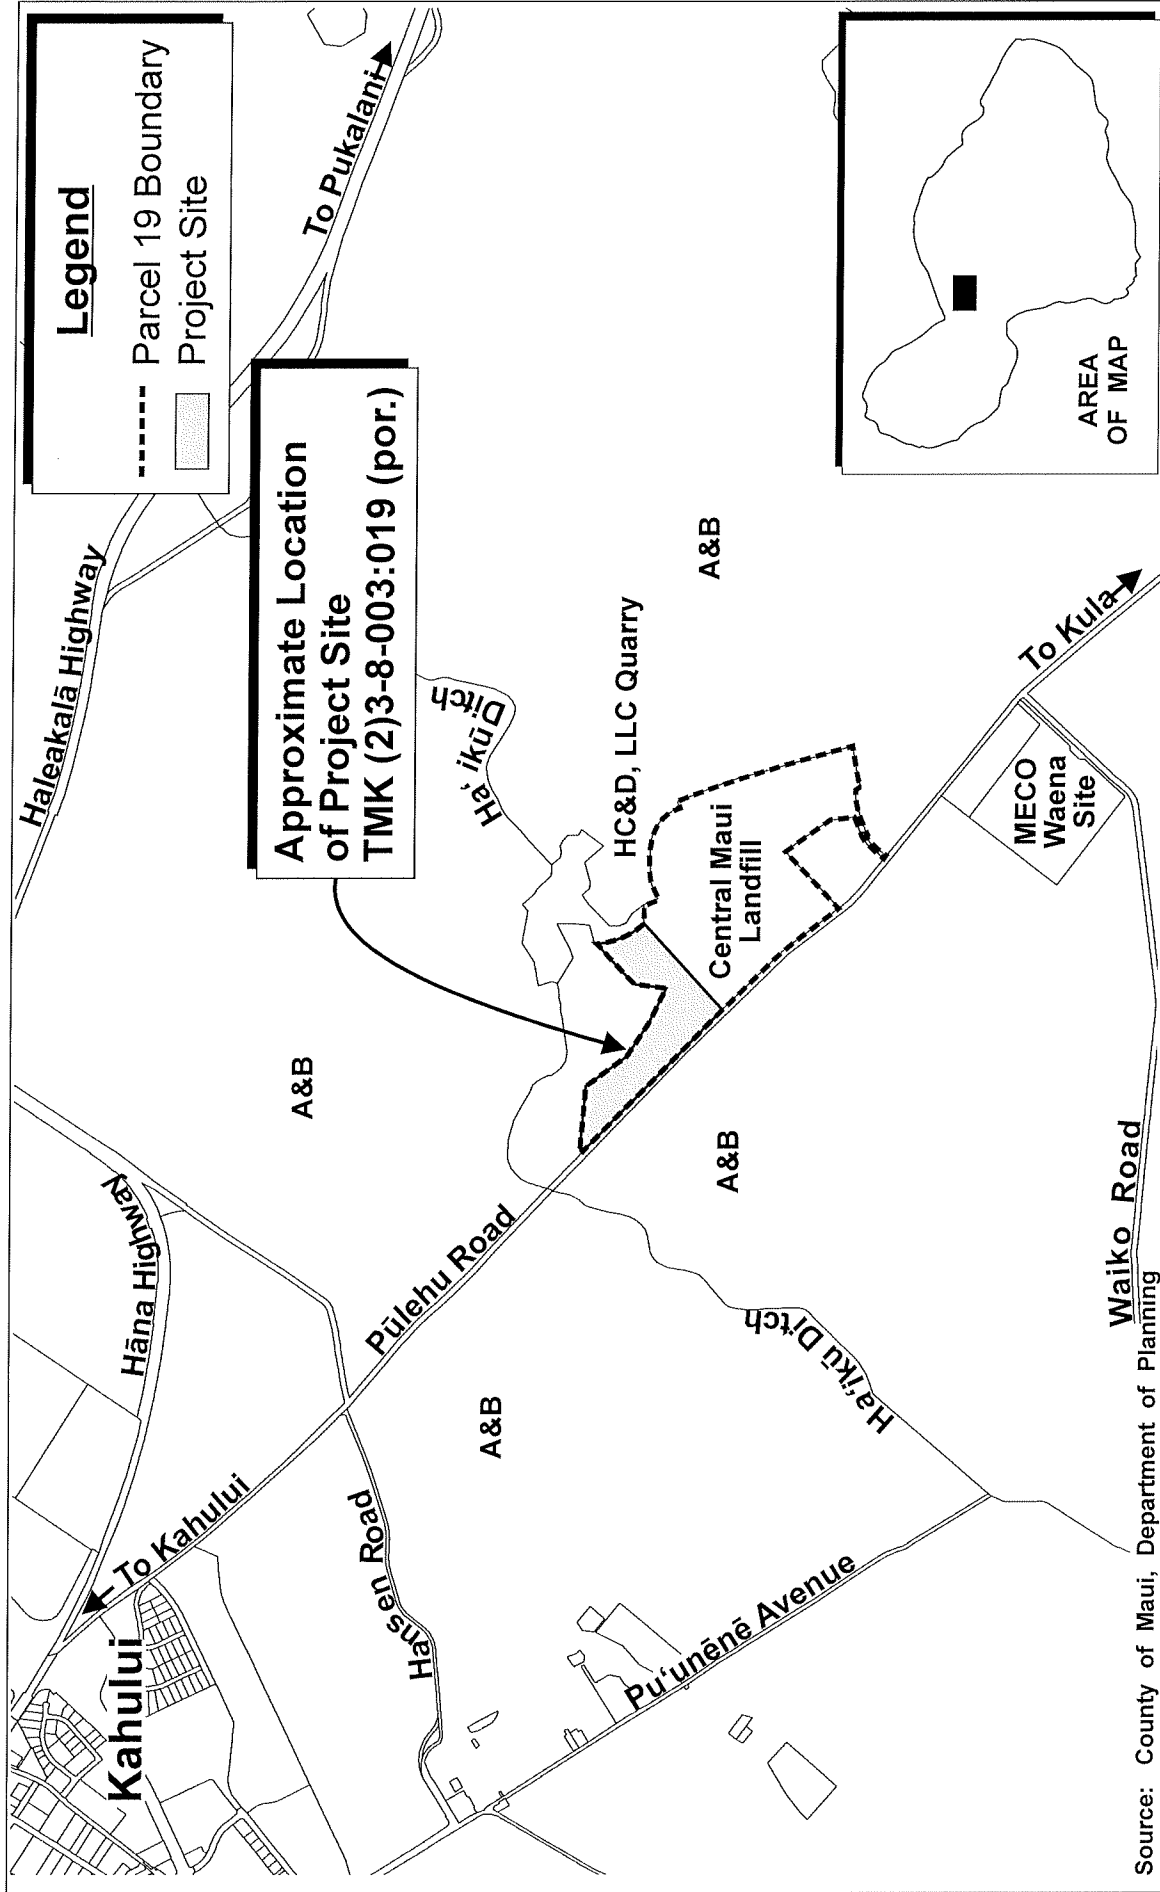 Legend
Parcel 19 Boundary
Project Site
Haleakalā Highway
To Pukalani
Approximate Location
of Project Site
TMK (2)3-8-003:019 (por.)
Hāna Highway
A&B
Ha' ikū
Ditch
HC&D, LLC Quarry
A&B
Kahului
To Kahului
Pūlehu Road
Central Maui
Landfill
Hansen Road
A&B
A&B
To Kula
MECO
Waena
Site
Ha'ikū Ditch
Pu'unēnē Avenue
Waiko Road
AREA
OF MAP
Source: County of Maui, Department of Planning